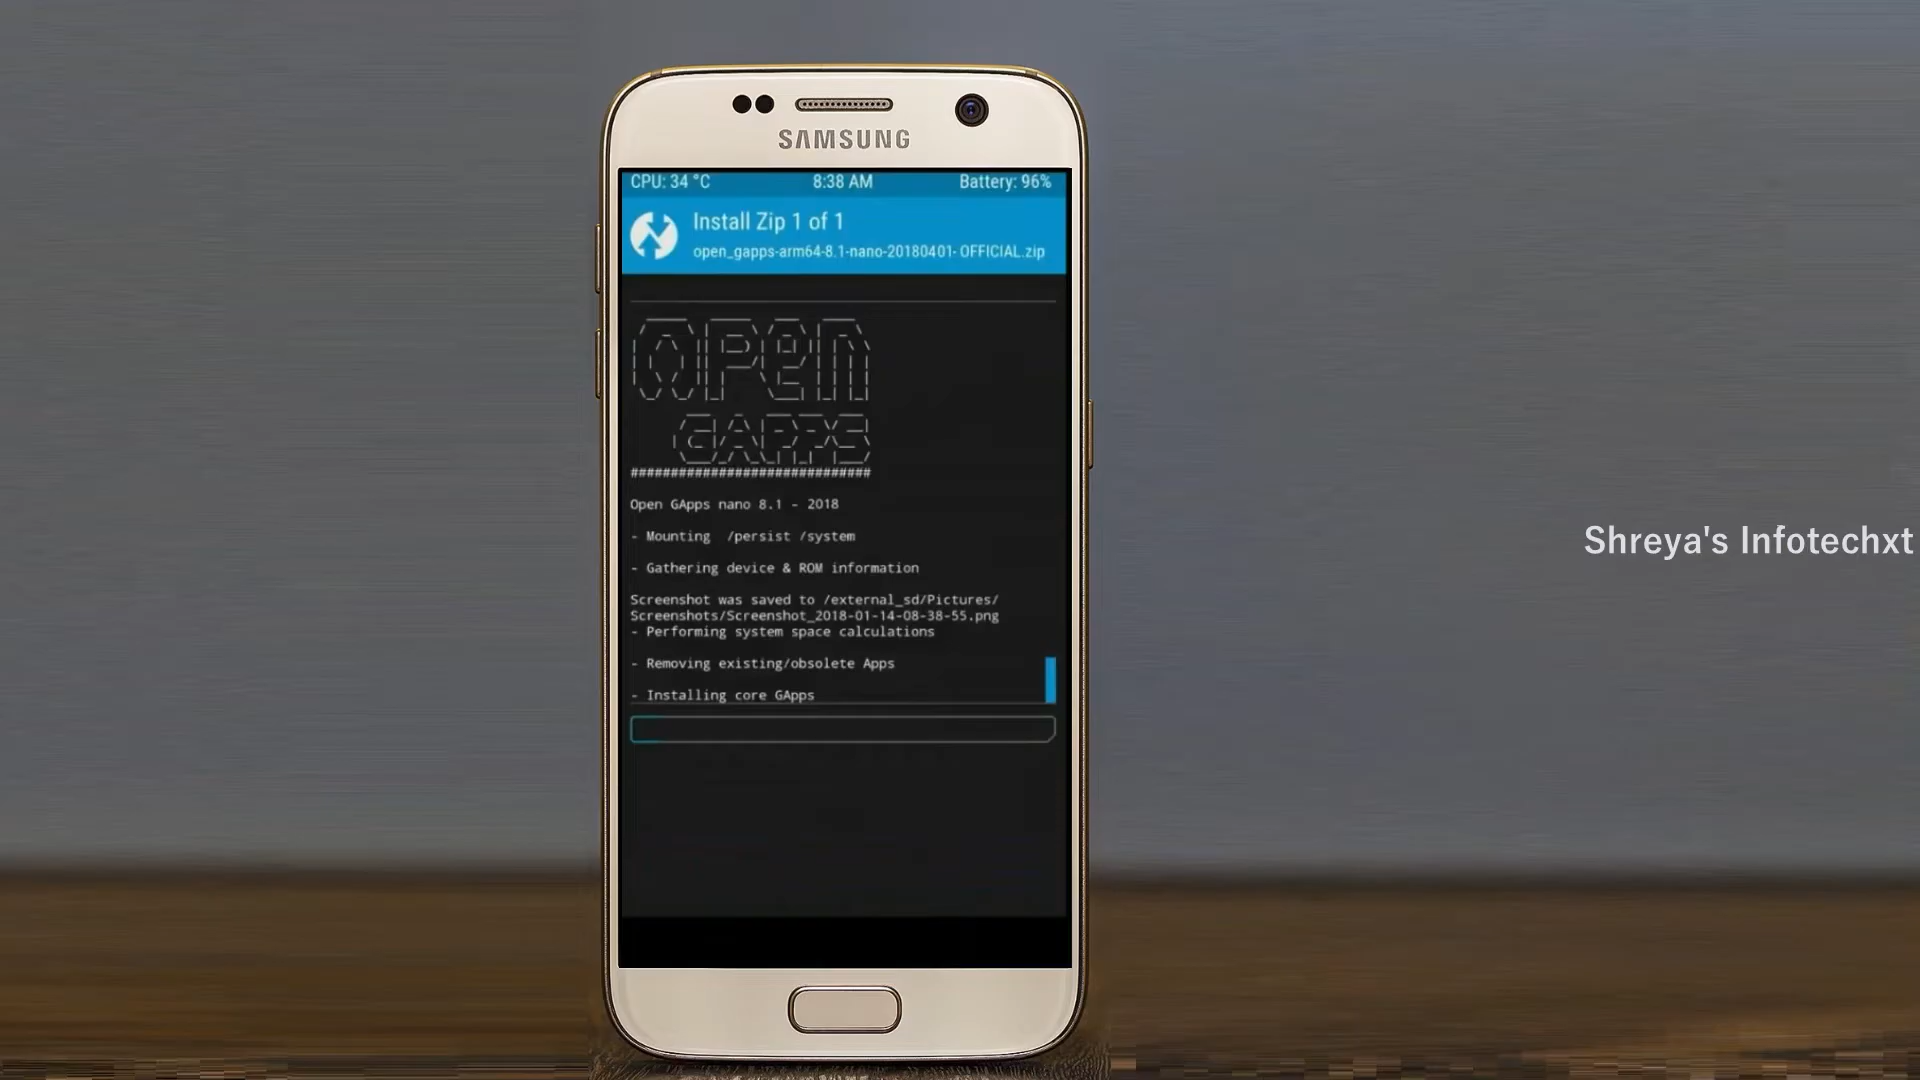 SAMSUNG
CPU: 34 °C 8:38 AM Battery: 96%
Install Zip 1 of 1
open_gapps-arm64-8.1-nano-20180401- OFFICIAL.zip
OPEN
GAPPS
##############################
Open GApps nano 8.1 - 2018
- Mounting /persist /system
- Gathering device & ROM information
Screenshot was saved to /external_sd/Pictures/
Screenshots/Screenshot_2018-01-14-08-38-55.png
- Performing system space calculations
- Removing existing/obsolete Apps
- Installing core GApps
Shreya's Infotechxt